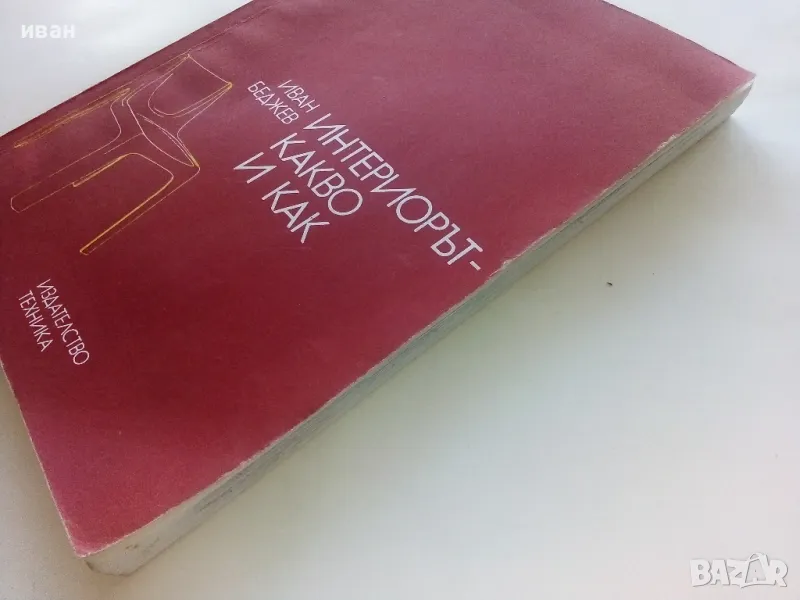 иван
ИВАН
БЕДЖЕВ
ИНТЕРИОРЪТ-
КАКВО
И КАК
ИЗДАТЕЛСТВО
ТЕХНИКА
BAZAR